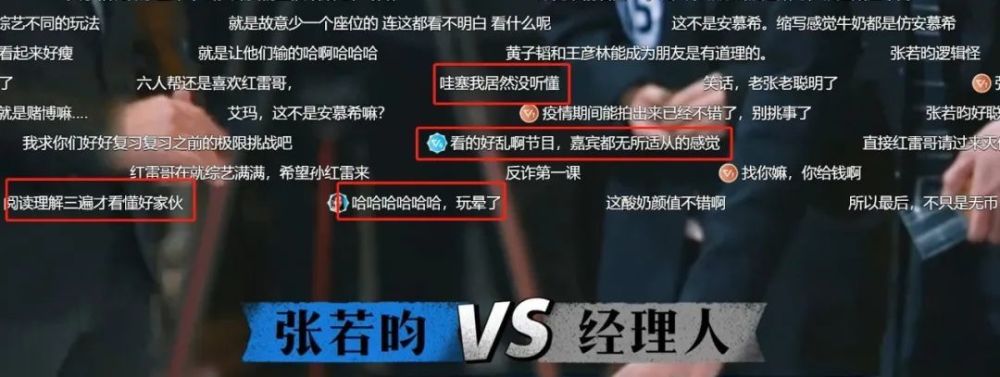 综艺不同的玩法 就是故意少一个座位的 连这都看不明白 看什么呢 这不是安慕希。缩写感觉牛奶都是仿安慕希
看起来好瘦 就是让他们输的哈啊哈哈哈 黄子韬和王彦林能成为朋友是有道理的。 张若昀逻辑怪
了 六人帮还是喜欢红雷哥， 哇塞我居然没听懂 笑话，老张老聪明了
就是赌博嘛.... 艾玛，这不是安慕希嘛？ 疫情期间能拍出来已经不错了，别挑事了 张若昀好聪
我求你们好好复习复习之前的极限挑战吧 看的好乱啊节目，嘉宾都无所适从的感觉 直接红雷哥请过来天
红雷哥在就综艺满满，希望孙红雷来 反诈第一课 找你嘛，你给钱啊
阅读理解三遍才看懂好家伙 哈哈哈哈哈哈，玩晕了 这酸奶颜值不错啊 所以最后，不只是无币
张若昀 VS 经理人